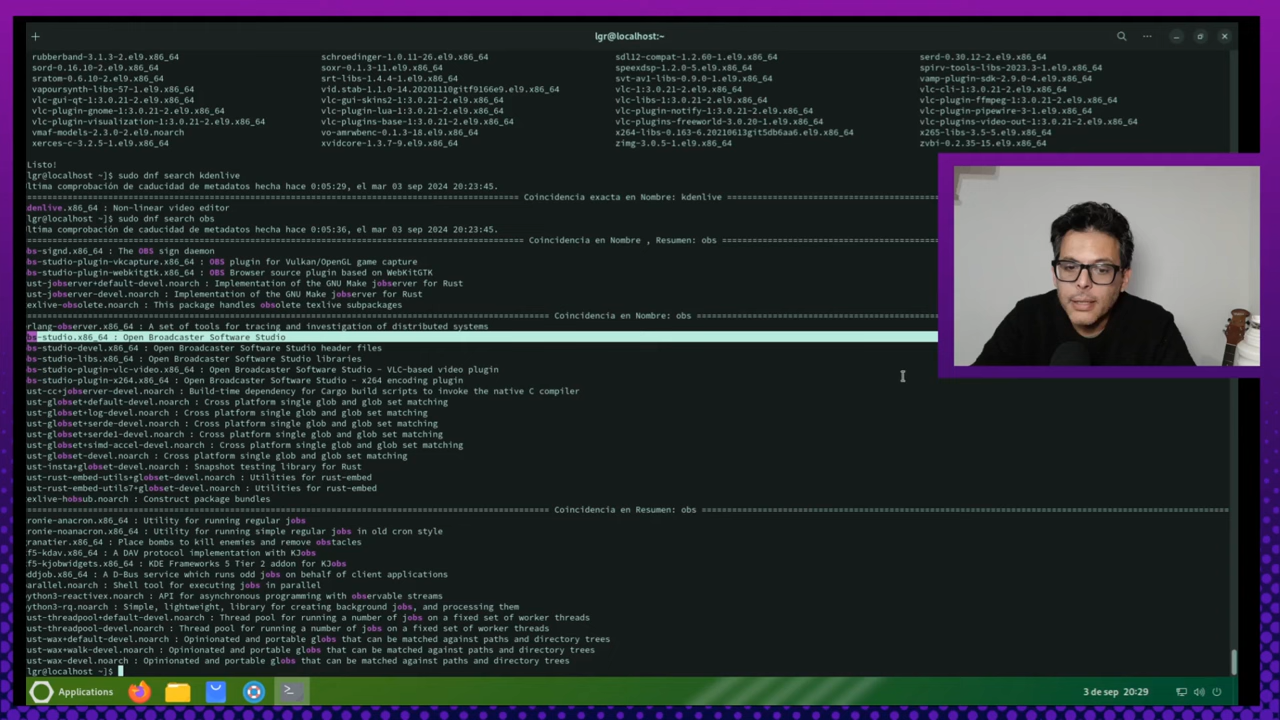 lgr@localhost:~
rubberband-3.1.3-2.el9.x86_64 schroedinger-1.0.11-26.el9.x86_64 sdl12-compat-1.2.60-1.el9.x86_64 serd-0.30.12-2.el9.x86_64
sord-0.16.10-2.el9.x86_64 soxr-0.1.3-11.el9.x86_64 speexdsp-1.2.0-5.el9.x86_64 spirv-tools-libs-2023.3-1.el9.x86_64
sratom-0.6.10-2.el9.x86_64 srt-libs-1.4.4-1.el9.x86_64 svt-av1-libs-0.9.0-1.el9.x86_64 vamp-plugin-sdk-2.9.0-4.el9.x86_64
vapoursynth-libs-57-1.el9.x86_64 vid.stab-1.1.0-14.20201110gitf9166e9.el9.x86_64 vlc-1:3.0.21-2.el9.x86_64 vlc-cli-1:3.0.21-2.el9.x86_64
vlc-gui-qt-1:3.0.21-2.el9.x86_64 vlc-gui-skins2-1:3.0.21-2.el9.x86_64 vlc-libs-1:3.0.21-2.el9.x86_64 vlc-plugin-ffmpeg-1:3.0.21-2.el9.x86_64
vlc-plugin-gnome-1:3.0.21-2.el9.x86_64 vlc-plugin-lua-1:3.0.21-2.el9.x86_64 vlc-plugin-notify-1:3.0.21-2.el9.x86_64 vlc-plugin-pipewire-3-1.el9.x86_64
vlc-plugin-visualization-1:3.0.21-2.el9.x86_64 vlc-plugins-base-1:3.0.21-2.el9.x86_64 vlc-plugins-freeworld-3.0.20-1.el9.x86_64 vlc-plugins-video-out-1:3.0.21-2.el9.x86_64
vmaf-models-2.3.0-2.el9.noarch vo-amrwbenc-0.1.3-18.el9.x86_64 x264-libs-0.163-6.20210613git5db6aa6.el9.x86_64 x265-libs-3.5-5.el9.x86_64
xerces-c-3.2.5-1.el9.x86_64 xvidcore-1.3.7-9.el9.x86_64 zimg-3.0.5-1.el9.x86_64 zvbi-0.2.35-15.el9.x86_64
Listo!
lgr@localhost ~]$ sudo dnf search kdenlive
ltima comprobación de caducidad de metadatos hecha hace 0:05:29, el mar 03 sep 2024 20:23:45.
Coincidencia exacta en Nombre: kdenlive
denlive.x86_64 : Non-linear video editor
lgr@localhost ~]$ sudo dnf search obs
ltima comprobación de caducidad de metadatos hecha hace 0:05:36, el mar 03 sep 2024 20:23:45.
Coincidencia en Nombre , Resumen: obs
bs-signd.x86_64 : The OBS sign daemon
bs-studio-plugin-vkcapture.x86_64 : OBS plugin for Vulkan/OpenGL game capture
bs-studio-plugin-webkitgtk.x86_64 : OBS Browser source plugin based on WebKitGTK
ust-jobserver+default-devel.noarch : Implementation of the GNU Make jobserver for Rust
ust-jobserver-devel.noarch : Implementation of the GNU Make jobserver for Rust
exlive-obsolete.noarch : This package handles obsolete texlive subpackages
Coincidencia en Nombre: obs
rlang-observer.x86_64 : A set of tools for tracing and investigation of distributed systems
bs-studio.x86_64 : Open Broadcaster Software Studio
bs-studio-devel.x86_64 : Open Broadcaster Software Studio header files
bs-studio-libs.x86_64 : Open Broadcaster Software Studio libraries
bs-studio-plugin-vlc-video.x86_64 : Open Broadcaster Software Studio - VLC-based video plugin
bs-studio-plugin-x264.x86_64 : Open Broadcaster Software Studio - x264 encoding plugin
ust-cc+jobserver-devel.noarch : Build-time dependency for Cargo build scripts to invoke the native C compiler
ust-globset+default-devel.noarch : Cross platform single glob and glob set matching
ust-globset+log-devel.noarch : Cross platform single glob and glob set matching
ust-globset+serde-devel.noarch : Cross platform single glob and glob set matching
ust-globset+serde1-devel.noarch : Cross platform single glob and glob set matching
ust-globset+simd-accel-devel.noarch : Cross platform single glob and glob set matching
ust-globset-devel.noarch : Cross platform single glob and glob set matching
ust-insta+globset-devel.noarch : Snapshot testing library for Rust
ust-rust-embed-utils+globset-devel.noarch : Utilities for rust-embed
ust-rust-embed-utils7+globset-devel.noarch : Utilities for rust-embed
exlive-hobsub.noarch : Construct package bundles
Coincidencia en Resumen: obs
ronie-anacron.x86_64 : Utility for running regular jobs
ronie-noanacron.x86_64 : Utility for running simple regular jobs in old cron style
ranatier.x86_64 : Place bombs to kill enemies and remove obstacles
f5-kdav.x86_64 : A DAV protocol implementation with KJobs
f5-kjobwidgets.x86_64 : KDE Frameworks 5 Tier 2 addon for KJobs
ddjob.x86_64 : A D-Bus service which runs odd jobs on behalf of client applications
arallel.noarch : Shell tool for executing jobs in parallel
ython3-reactivex.noarch : API for asynchronous programming with observable streams
ython3-rq.noarch : Simple, lightweight, library for creating background jobs, and processing them
ust-threadpool+default-devel.noarch : Thread pool for running a number of jobs on a fixed set of worker threads
ust-threadpool-devel.noarch : Thread pool for running a number of jobs on a fixed set of worker threads
ust-wax+default-devel.noarch : Opinionated and portable globs that can be matched against paths and directory trees
ust-wax+walk-devel.noarch : Opinionated and portable globs that can be matched against paths and directory trees
ust-wax-devel.noarch : Opinionated and portable globs that can be matched against paths and directory trees
lgr@localhost ~]$
Applications 3 de sep 20:29